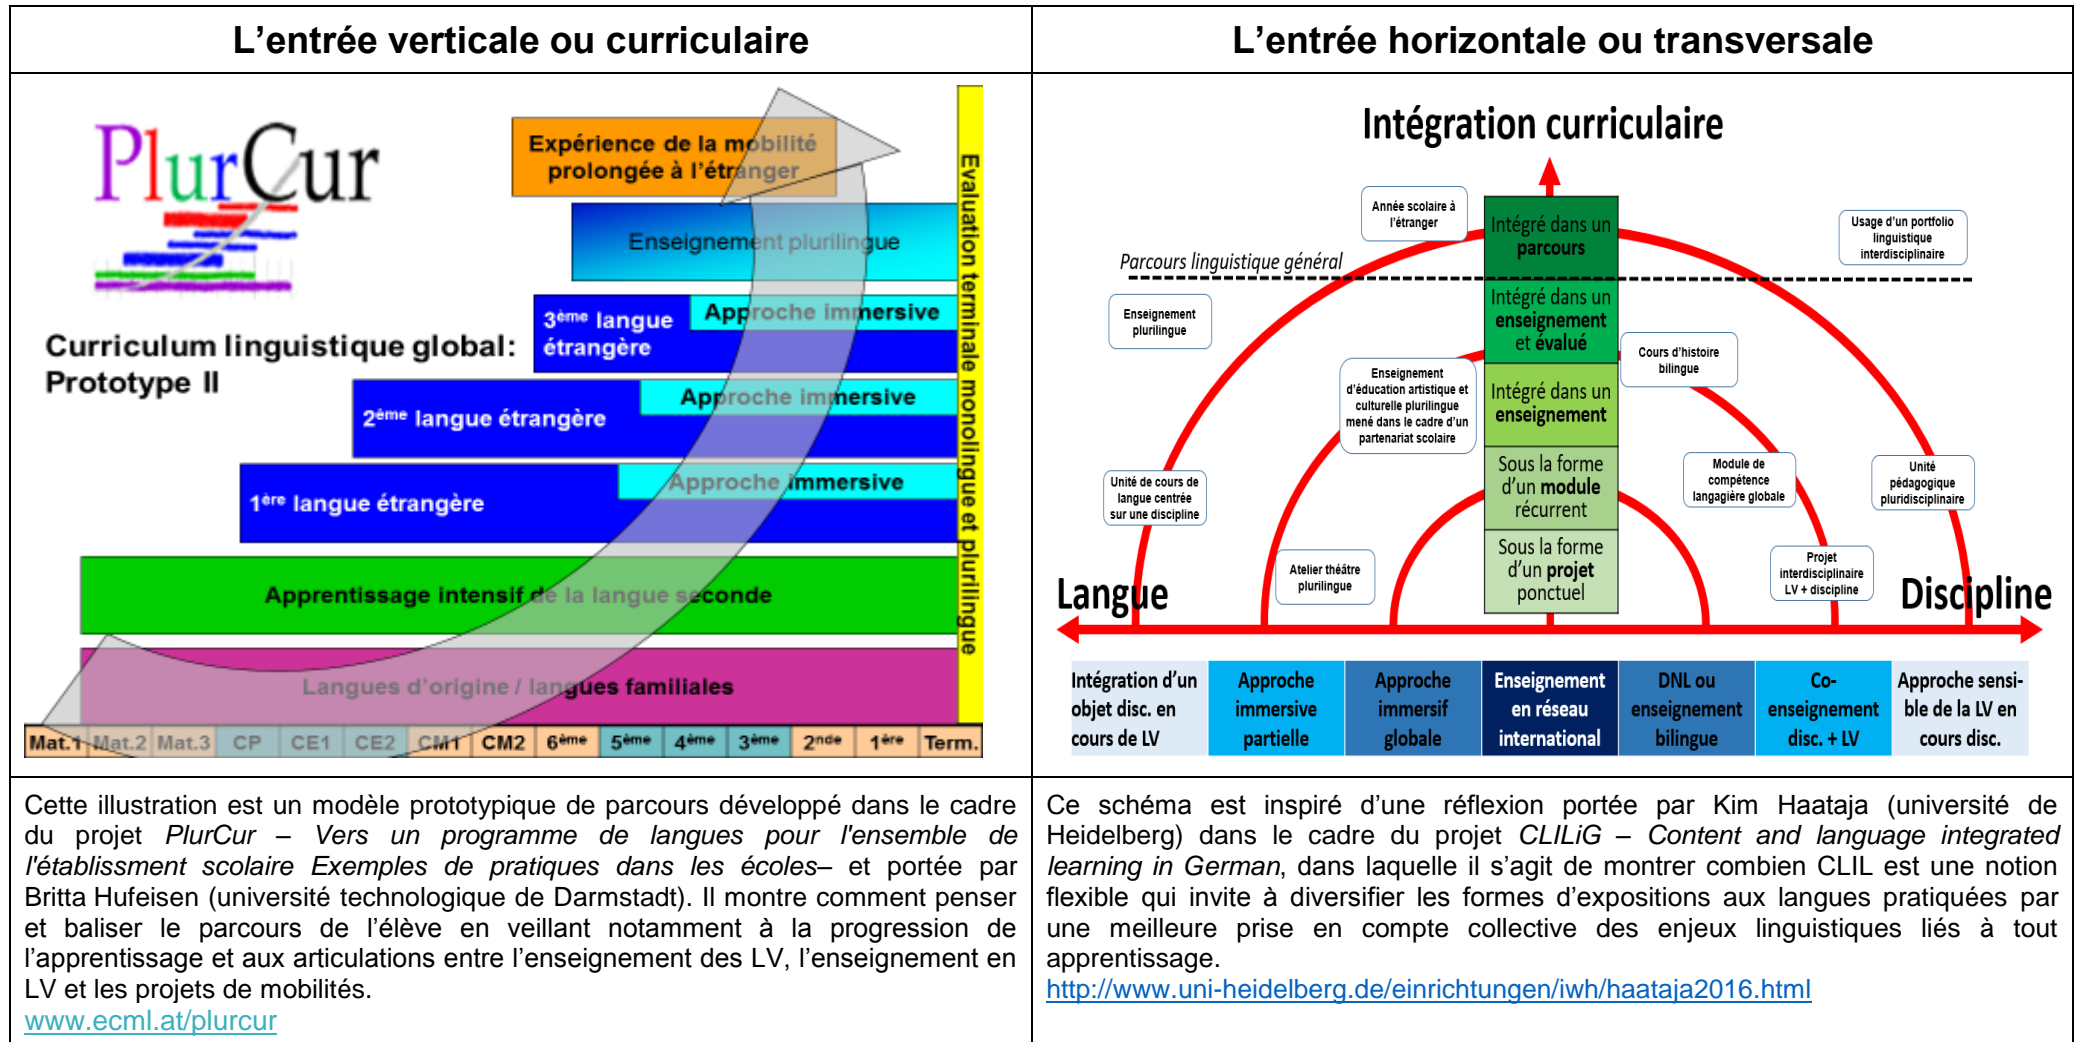 L'entrée verticale ou curriculaire
PlurCur
Curriculum linguistique global:
Prototype II
Expérience de la mobilité
prolongée à l'étranger
Enseignement plurilingue
3ème langue
étrangère
Approche immersive
2ème langue étrangère
Approche immersive
1ère langue étrangère
Approche immersive
Apprentissage intensif de la langue seconde
Langues d'origine / langues familiales
Evaluation terminale monolingue et plurilingue
Mat.1 Mat.2 Mat.3 CP CE1 CE2 CM1 CM2 6ème 5ème 4ème 3ème 2nde 1ère Term.
Cette illustration est un modèle prototypique de parcours développé dans le cadre
du projet PlurCur – Vers un programme de langues pour l'ensemble de
l'établissment scolaire Exemples de pratiques dans les écoles– et portée par
Britta Hufeisen (université technologique de Darmstadt). Il montre comment penser
et baliser le parcours de l'élève en veillant notamment à la progression de
l'apprentissage et aux articulations entre l'enseignement des LV, l'enseignement en
LV et les projets de mobilités.
www.ecml.at/plurcur
L'entrée horizontale ou transversale
Intégration curriculaire
Année scolaire à
l'étranger
Usage d'un portfolio
linguistique
interdisciplinaire
Parcours linguistique général
Intégré dans un
parcours
Enseignement
plurilingue
Intégré dans un
enseignement
et évalué
Cours d'histoire
bilingue
Enseignement
d'éducation artistique et
culturelle plurilingue
mené dans le cadre d'un
partenariat scolaire
Intégré dans un
enseignement
Unité de cours de
langue centrée
sur une discipline
Sous la forme
d'un module
récurrent
Module de
compétence
langagière globale
Unité
pédagogique
pluridisciplinaire
Atelier théâtre
plurilingue
Sous la forme
d'un projet
ponctuel
Projet
interdisciplinaire
LV + discipline
Langue
Discipline
Intégration d'un
objet disc. en
cours de LV
Approche
immersive
partielle
Approche
immersif
globale
Enseignement
en réseau
international
DNL ou
enseignement
bilingue
Co-
enseignement
disc. + LV
Approche sensi-
ble de la LV en
cours disc.
Ce schéma est inspiré d'une réflexion portée par Kim Haataja (université de
Heidelberg) dans le cadre du projet CLILiG – Content and language integrated
learning in German, dans laquelle il s'agit de montrer combien CLIL est une notion
flexible qui invite à diversifier les formes d'expositions aux langues pratiquées par
une meilleure prise en compte collective des enjeux linguistiques liés à tout
apprentissage.
http://www.uni-heidelberg.de/einrichtungen/iwh/haataja2016.html